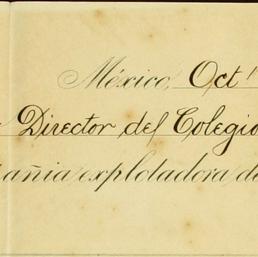 México, Oct
Director del Colegio
añia explotadora de